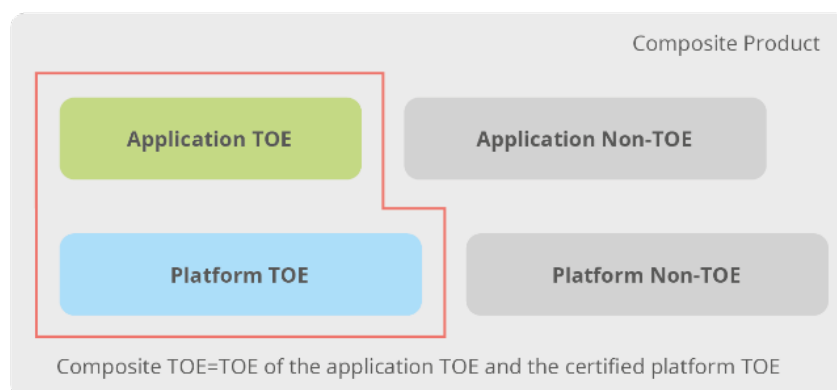 Composite Product
Application TOE
Application Non-TOE
Platform TOE
Platform Non-TOE
Composite TOE=TOE of the application TOE and the certified platform TOE